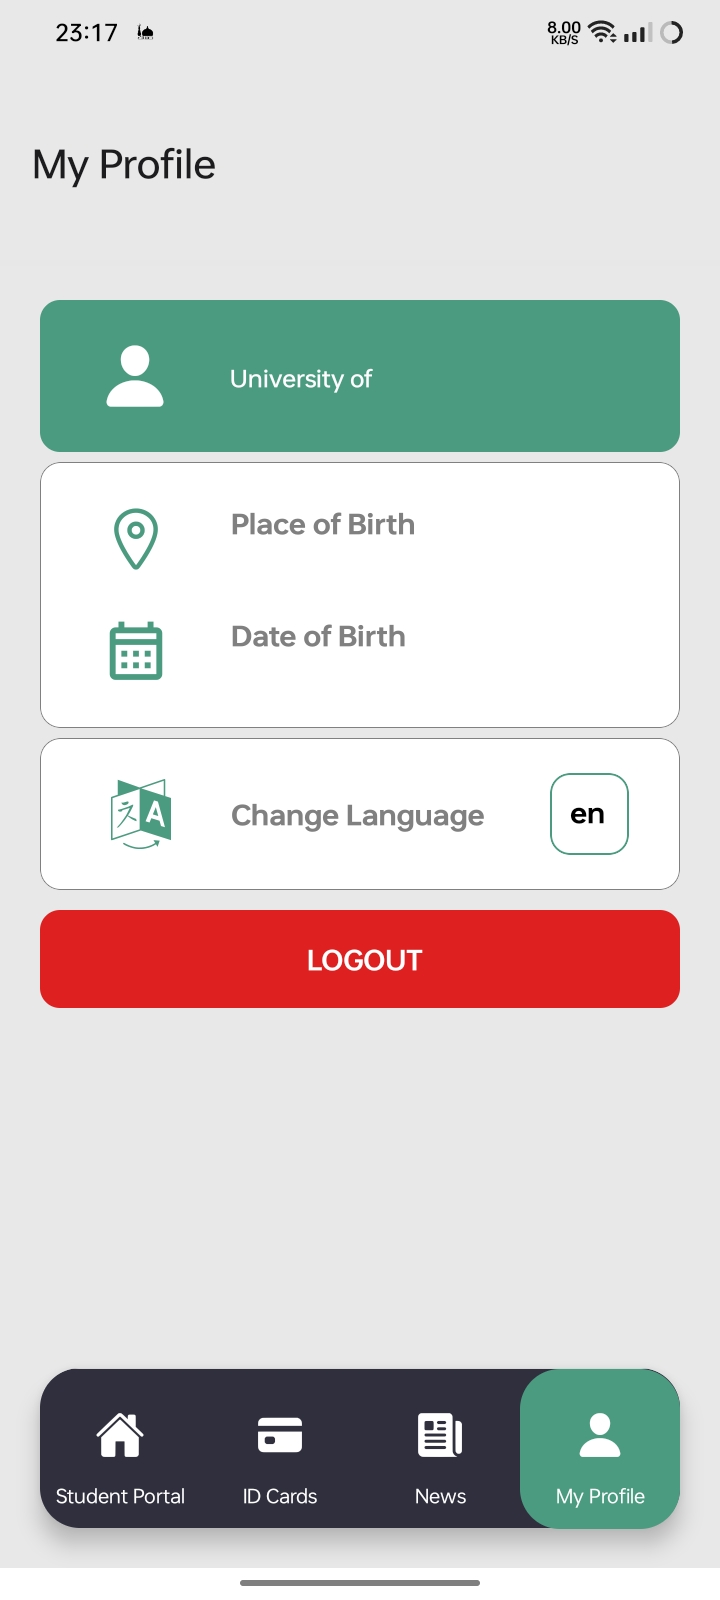 23:17
8.00
KB/S
My Profile
University of
Place of Birth
Date of Birth
Change Language
en
LOGOUT
Student Portal
ID Cards
News
My Profile